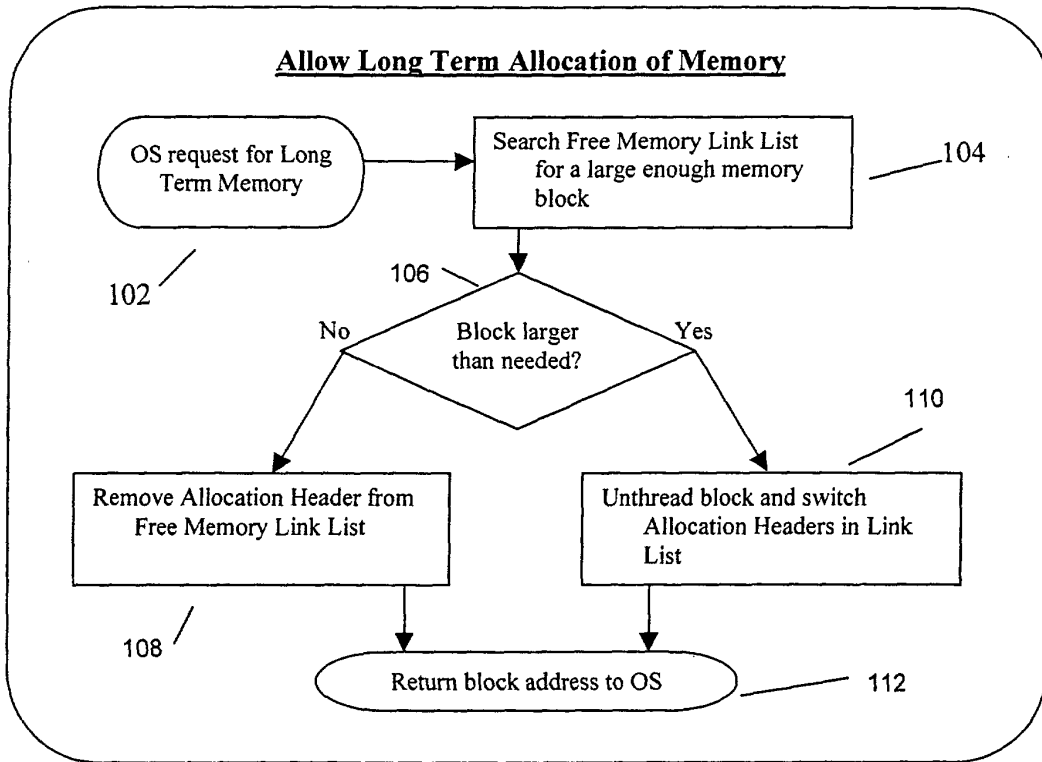 Allow Long Term Allocation of Memory
OS request for Long
Term Memory
102
Search Free Memory Link List
for a large enough memory
block
104
106
Block larger
than needed?
No
Yes
Remove Allocation Header from
Free Memory Link List
108
110
Unthread block and switch
Allocation Headers in Link
List
Return block address to OS
112